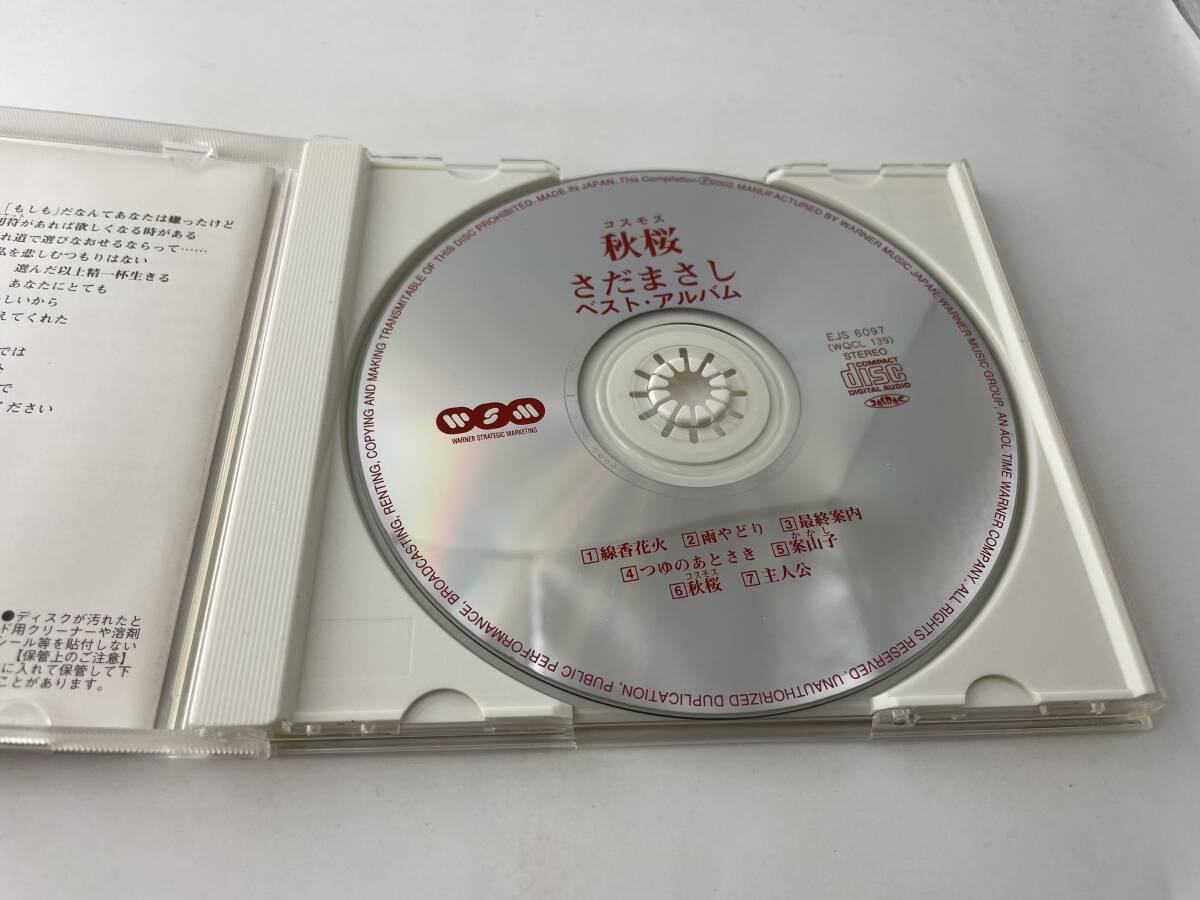 「もしも」だなんてあなたは嫌ったけど
符があれば欲しくなる時がある
れ道で選びなおせるならって……
を悲しむつもりはない
選んだ以上精一杯生きる
あなたにとても
しいから
えてくれた
では
で
ください
●ディスクが汚れたと
ド用クリーナーや溶剤
シール等を貼付しない
【保管上のご注意】
に入れて保管して下
ことがあります。
UNAUTHORIZED DUPLICATION, PUBLIC PERFORMANCE, BROADCASTING, RENTING, COPYING AND MAKING TRANSMITABLE OF THIS DISC PROHIBITED. MADE IN JAPAN. This Compilation ℗2002 MANUFACTURED BY WARNER MUSIC JAPAN, WARNER MUSIC GROUP, AN AOL TIME WARNER COMPANY. ALL RIGHTS RESERVED.
コスモス
秋桜
さだまさし
ベスト・アルバム
EJS 6097
(WQCL 139)
STEREO
COMPACT
disc
DIGITAL AUDIO
JASRAC
WSM
WARNER STRATEGIC MARKETING
1 線香花火 2 雨やどり 3 最終案内
かかし
4 つゆのあとさき 5 案山子
コスモス
6 秋桜 7 主人公